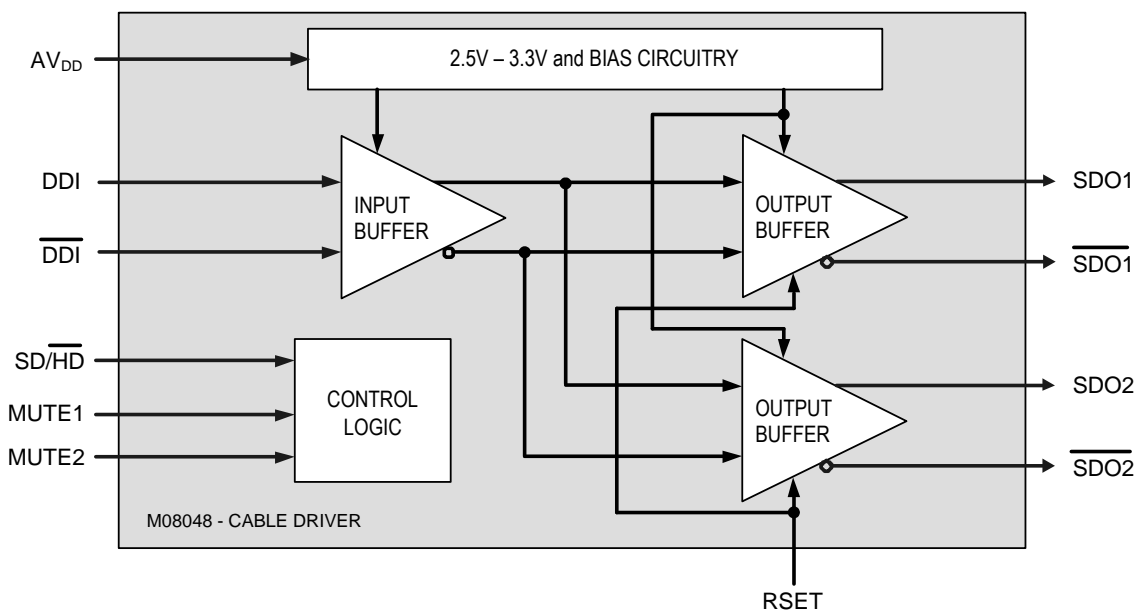 AVDD
2.5V – 3.3V and BIAS CIRCUITRY
DDI
DDI
INPUT
BUFFER
OUTPUT
BUFFER
SDO1
SDO1
SD/HD
MUTE1
MUTE2
CONTROL
LOGIC
OUTPUT
BUFFER
SDO2
SDO2
M08048 - CABLE DRIVER
RSET